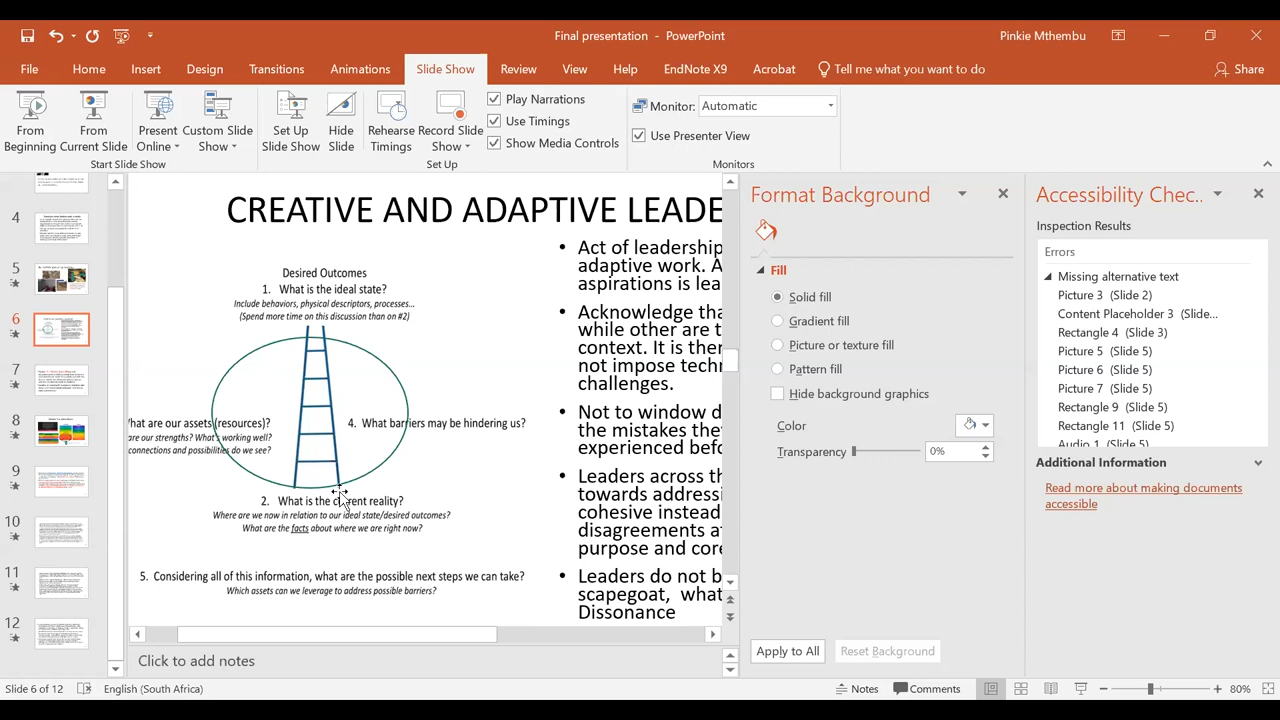 Final presentation - PowerPoint
Pinkie Mthembu
File Home Insert Design Transitions Animations Slide Show Review View Help EndNote X9 Acrobat Tell me what you want to do Share
From Beginning
From Current Slide
Present Online
Custom Slide Show
Start Slide Show
Set Up Slide Show
Hide Slide
Rehearse Timings
Record Slide Show
Play Narrations
Use Timings
Show Media Controls
Set Up
Monitor: Automatic
Use Presenter View
Monitors
4
5
6
7
8
9
10
11
12
CREATIVE AND ADAPTIVE LEADE
Desired Outcomes
1. What is the ideal state?
Include behaviors, physical descriptors, processes...
(Spend more time on this discussion than on #2)
hat are our assets (resources)?
are our strengths? What's working well?
connections and possibilities do we see?
4. What barriers may be hindering us?
2. What is the current reality?
Where are we now in relation to our ideal state/desired outcomes?
What are the facts about where we are right now?
5. Considering all of this information, what are the possible next steps we can take?
Which assets can we leverage to address possible barriers?
• Act of leadership
adaptive work. A
aspirations is lea
• Acknowledge tha
while other are t
context. It is ther
not impose techn
challenges.
• Not to window d
the mistakes they
experienced befo
• Leaders across th
towards addressi
cohesive instead
disagreements a
purpose and core
• Leaders do not b
scapegoat, what
Dissonance
Click to add notes
Format Background
Fill
Solid fill
Gradient fill
Picture or texture fill
Pattern fill
Hide background graphics
Color
Transparency 0%
Apply to All
Reset Background
Accessibility Chec..
Inspection Results
Errors
Missing alternative text
Picture 3 (Slide 2)
Content Placeholder 3 (Slide...
Rectangle 4 (Slide 3)
Picture 5 (Slide 5)
Picture 6 (Slide 5)
Picture 7 (Slide 5)
Rectangle 9 (Slide 5)
Rectangle 11 (Slide 5)
Audio 1 (Slide 5)
Additional Information
Read more about making documents
accessible
Slide 6 of 12
English (South Africa)
Notes
Comments
80%